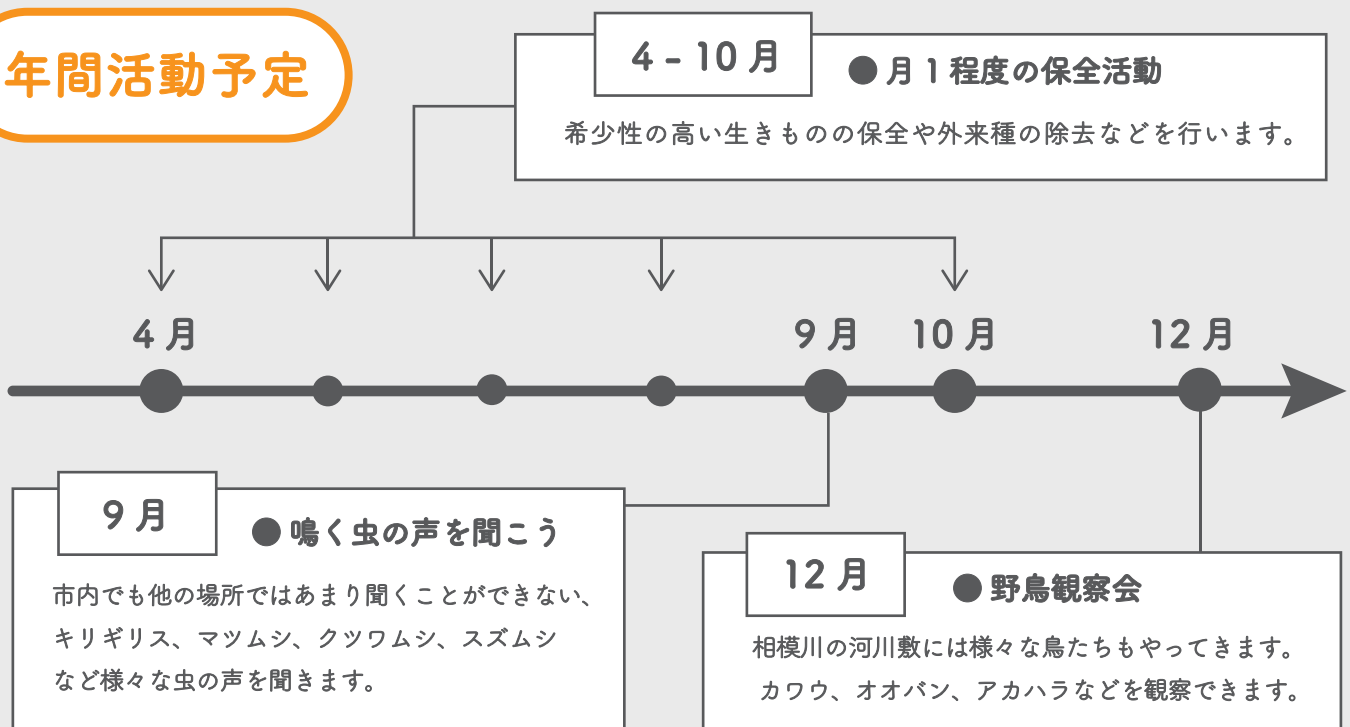 年間活動予定
4 - 10 月
●月 1 程度の保全活動
希少性の高い生きものの保全や外来種の除去などを行います。
4 月
9 月
10 月
12 月
9 月
●鳴く虫の声を聞こう
市内でも他の場所ではあまり聞くことができない、
キリギリス、マツムシ、クツワムシ、スズムシ
など様々な虫の声を聞きます。
12 月
●野鳥観察会
相模川の河川敷には様々な鳥たちもやってきます。
カワウ、オオバン、アカハラなどを観察できます。